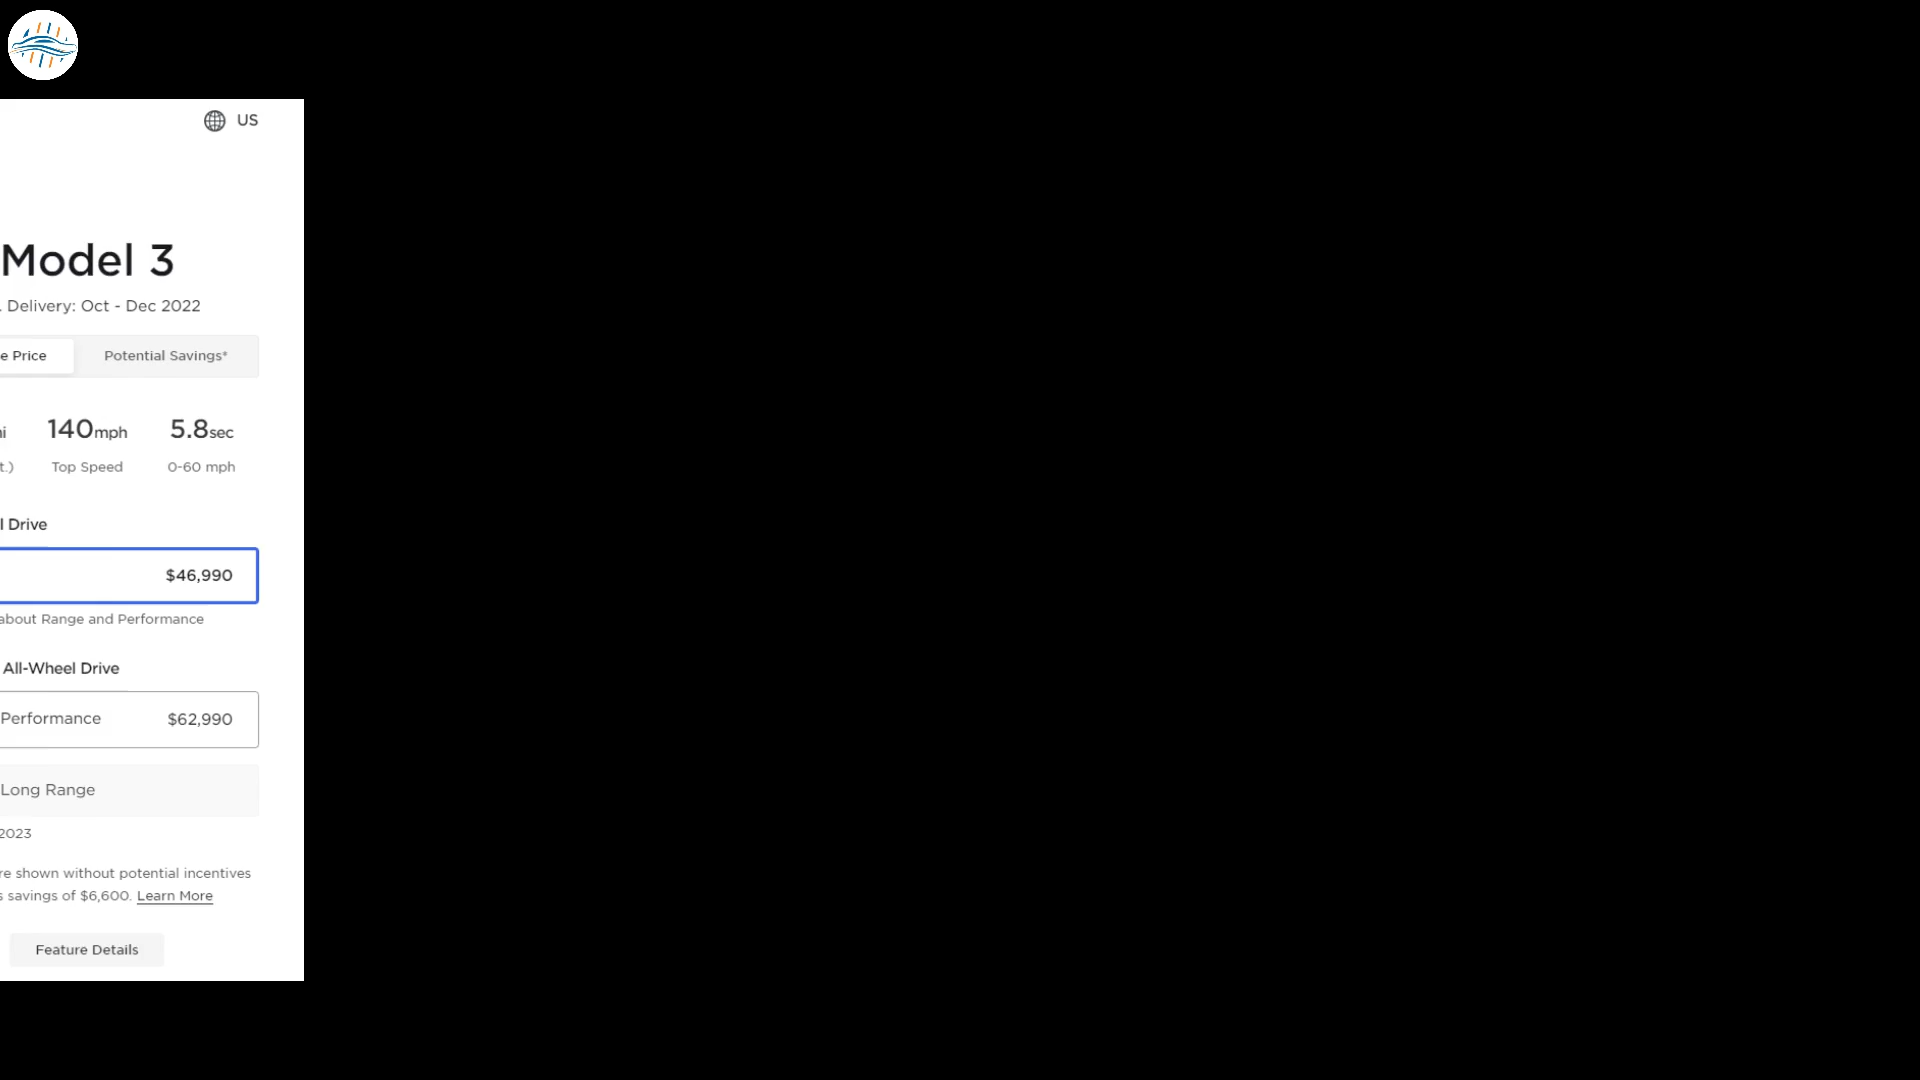 US
Model 3
. Delivery: Oct - Dec 2022
e Price Potential Savings*
140mph 5.8sec
t.) Top Speed 0-60 mph
l Drive
$46,990
about Range and Performance
All-Wheel Drive
Performance $62,990
Long Range
2023
re shown without potential incentives
s savings of $6,600. Learn More
Feature Details